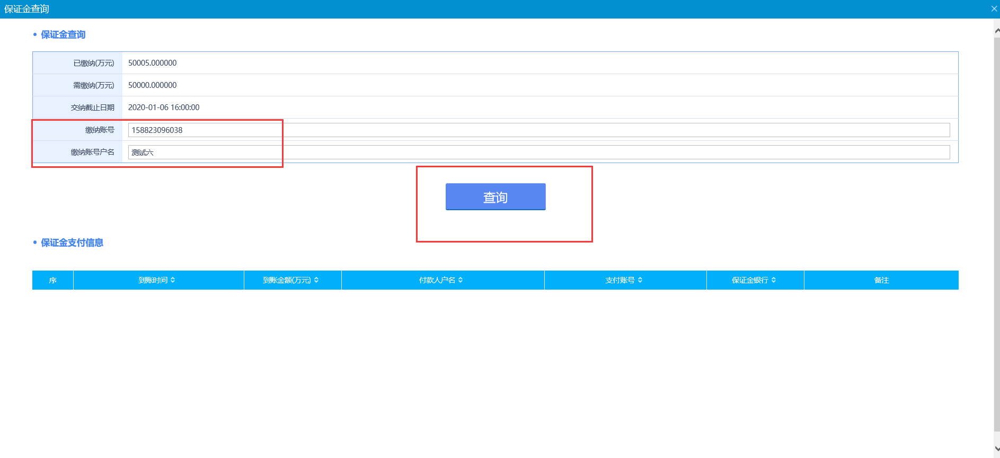 保证金查询
保证金查询
已缴纳(万元) 50005.000000
需缴纳(万元) 50000.000000
交纳截止日期 2020-01-06 16:00:00
缴纳账号 158823096038
缴纳账号户名 测试六
查询
保证金支付信息
序 到账时间 到账金额(万元) 付款人户名 支付账号 保证金银行 备注